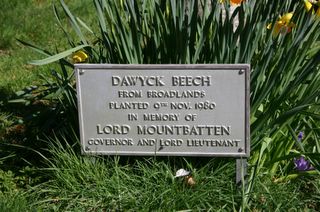 DAWYCK BEECH
FROM BROADLANDS
PLANTED 9TH NOV. 1980
IN MEMORY OF
LORD MOUNTBATTEN
GOVERNOR AND LORD LIEUTENANT